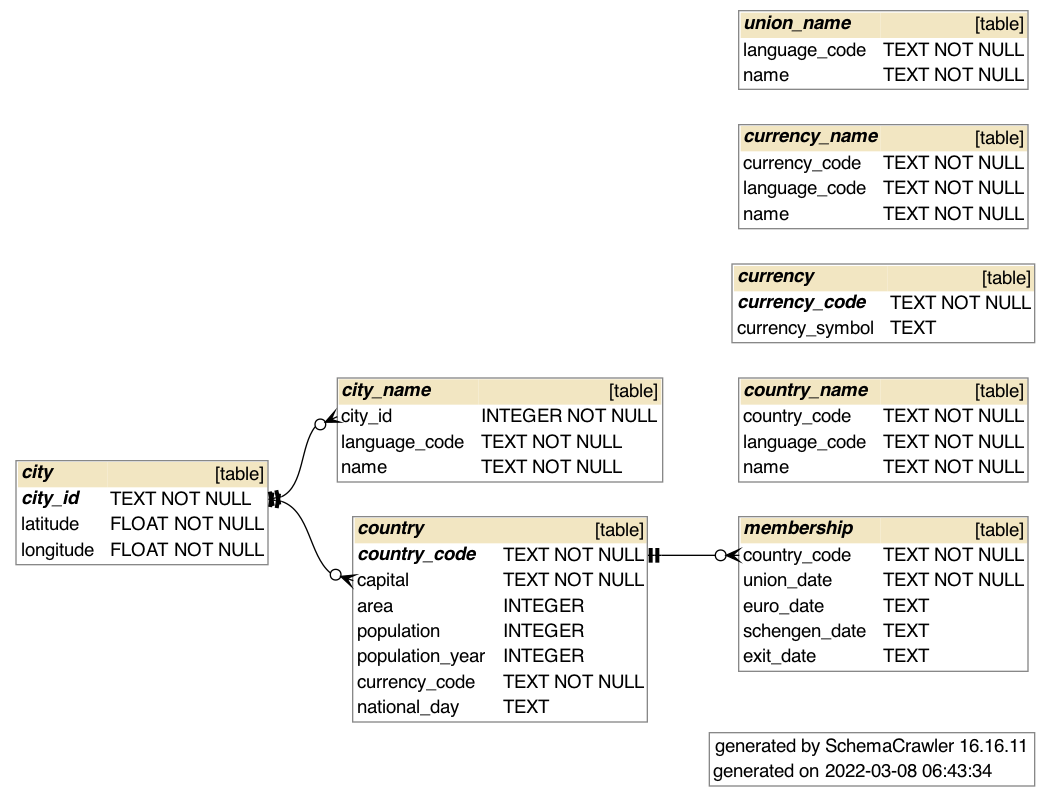 union_name [table]
language_code TEXT NOT NULL
name TEXT NOT NULL
currency_name [table]
currency_code TEXT NOT NULL
language_code TEXT NOT NULL
name TEXT NOT NULL
currency [table]
currency_code TEXT NOT NULL
currency_symbol TEXT
city_name [table]
city_id INTEGER NOT NULL
language_code TEXT NOT NULL
name TEXT NOT NULL
country_name [table]
country_code TEXT NOT NULL
language_code TEXT NOT NULL
name TEXT NOT NULL
city [table]
city_id TEXT NOT NULL
latitude FLOAT NOT NULL
longitude FLOAT NOT NULL
country [table]
country_code TEXT NOT NULL
capital TEXT NOT NULL
area INTEGER
population INTEGER
population_year INTEGER
currency_code TEXT NOT NULL
national_day TEXT
membership [table]
country_code TEXT NOT NULL
union_date TEXT NOT NULL
euro_date TEXT
schengen_date TEXT
exit_date TEXT
generated by SchemaCrawler 16.16.11
generated on 2022-03-08 06:43:34